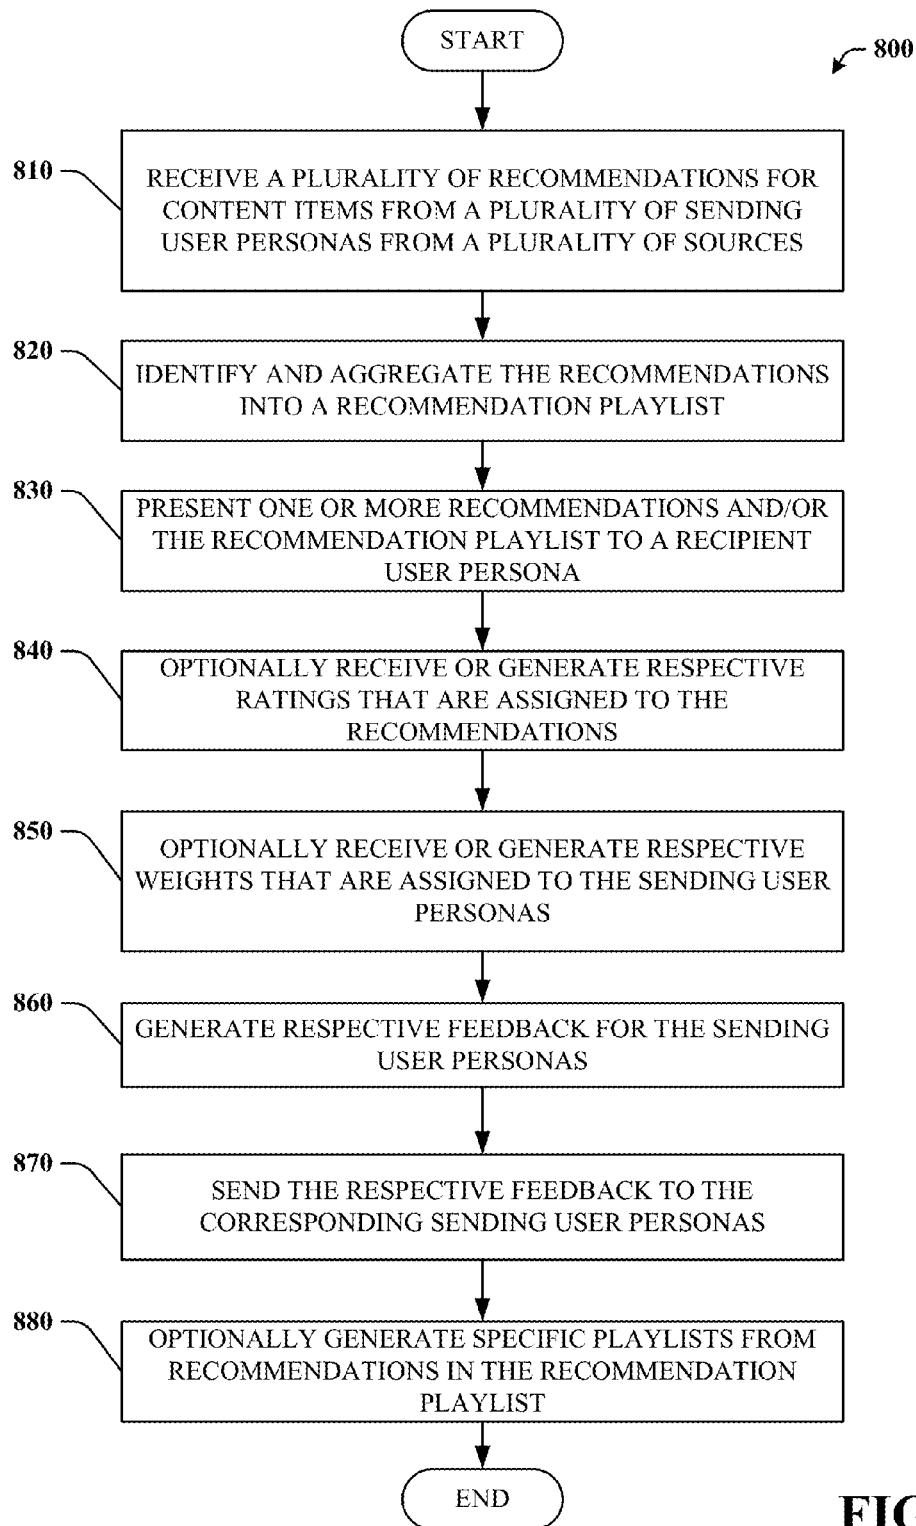 START
800
810
RECEIVE A PLURALITY OF RECOMMENDATIONS FOR
CONTENT ITEMS FROM A PLURALITY OF SENDING
USER PERSONAS FROM A PLURALITY OF SOURCES
820
IDENTIFY AND AGGREGATE THE RECOMMENDATIONS
INTO A RECOMMENDATION PLAYLIST
830
PRESENT ONE OR MORE RECOMMENDATIONS AND/OR
THE RECOMMENDATION PLAYLIST TO A RECIPIENT
USER PERSONA
840
OPTIONALLY RECEIVE OR GENERATE RESPECTIVE
RATINGS THAT ARE ASSIGNED TO THE
RECOMMENDATIONS
850
OPTIONALLY RECEIVE OR GENERATE RESPECTIVE
WEIGHTS THAT ARE ASSIGNED TO THE SENDING USER
PERSONAS
860
GENERATE RESPECTIVE FEEDBACK FOR THE SENDING
USER PERSONAS
870
SEND THE RESPECTIVE FEEDBACK TO THE
CORRESPONDING SENDING USER PERSONAS
880
OPTIONALLY GENERATE SPECIFIC PLAYLISTS FROM
RECOMMENDATIONS IN THE RECOMMENDATION
PLAYLIST
END
FIG